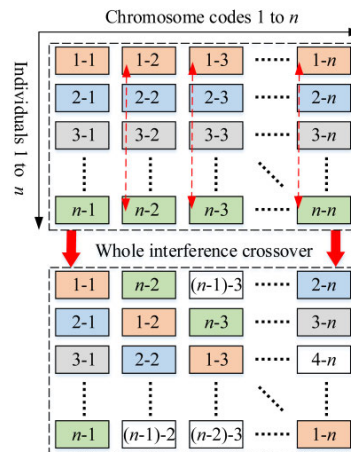 Chromosome codes 1 to n
Individuals 1 to n
1-1 1-2 1-3 ...... 1-n
2-1 2-2 2-3 ...... 2-n
3-1 3-2 3-3 ...... 3-n
n-1 n-2 n-3 ...... n-n
Whole interference crossover
1-1 n-2 (n-1)-3 ...... 2-n
2-1 1-2 n-3 ...... 3-n
3-1 2-2 1-3 ...... 4-n
n-1 (n-1)-2 (n-2)-3 ...... 1-n